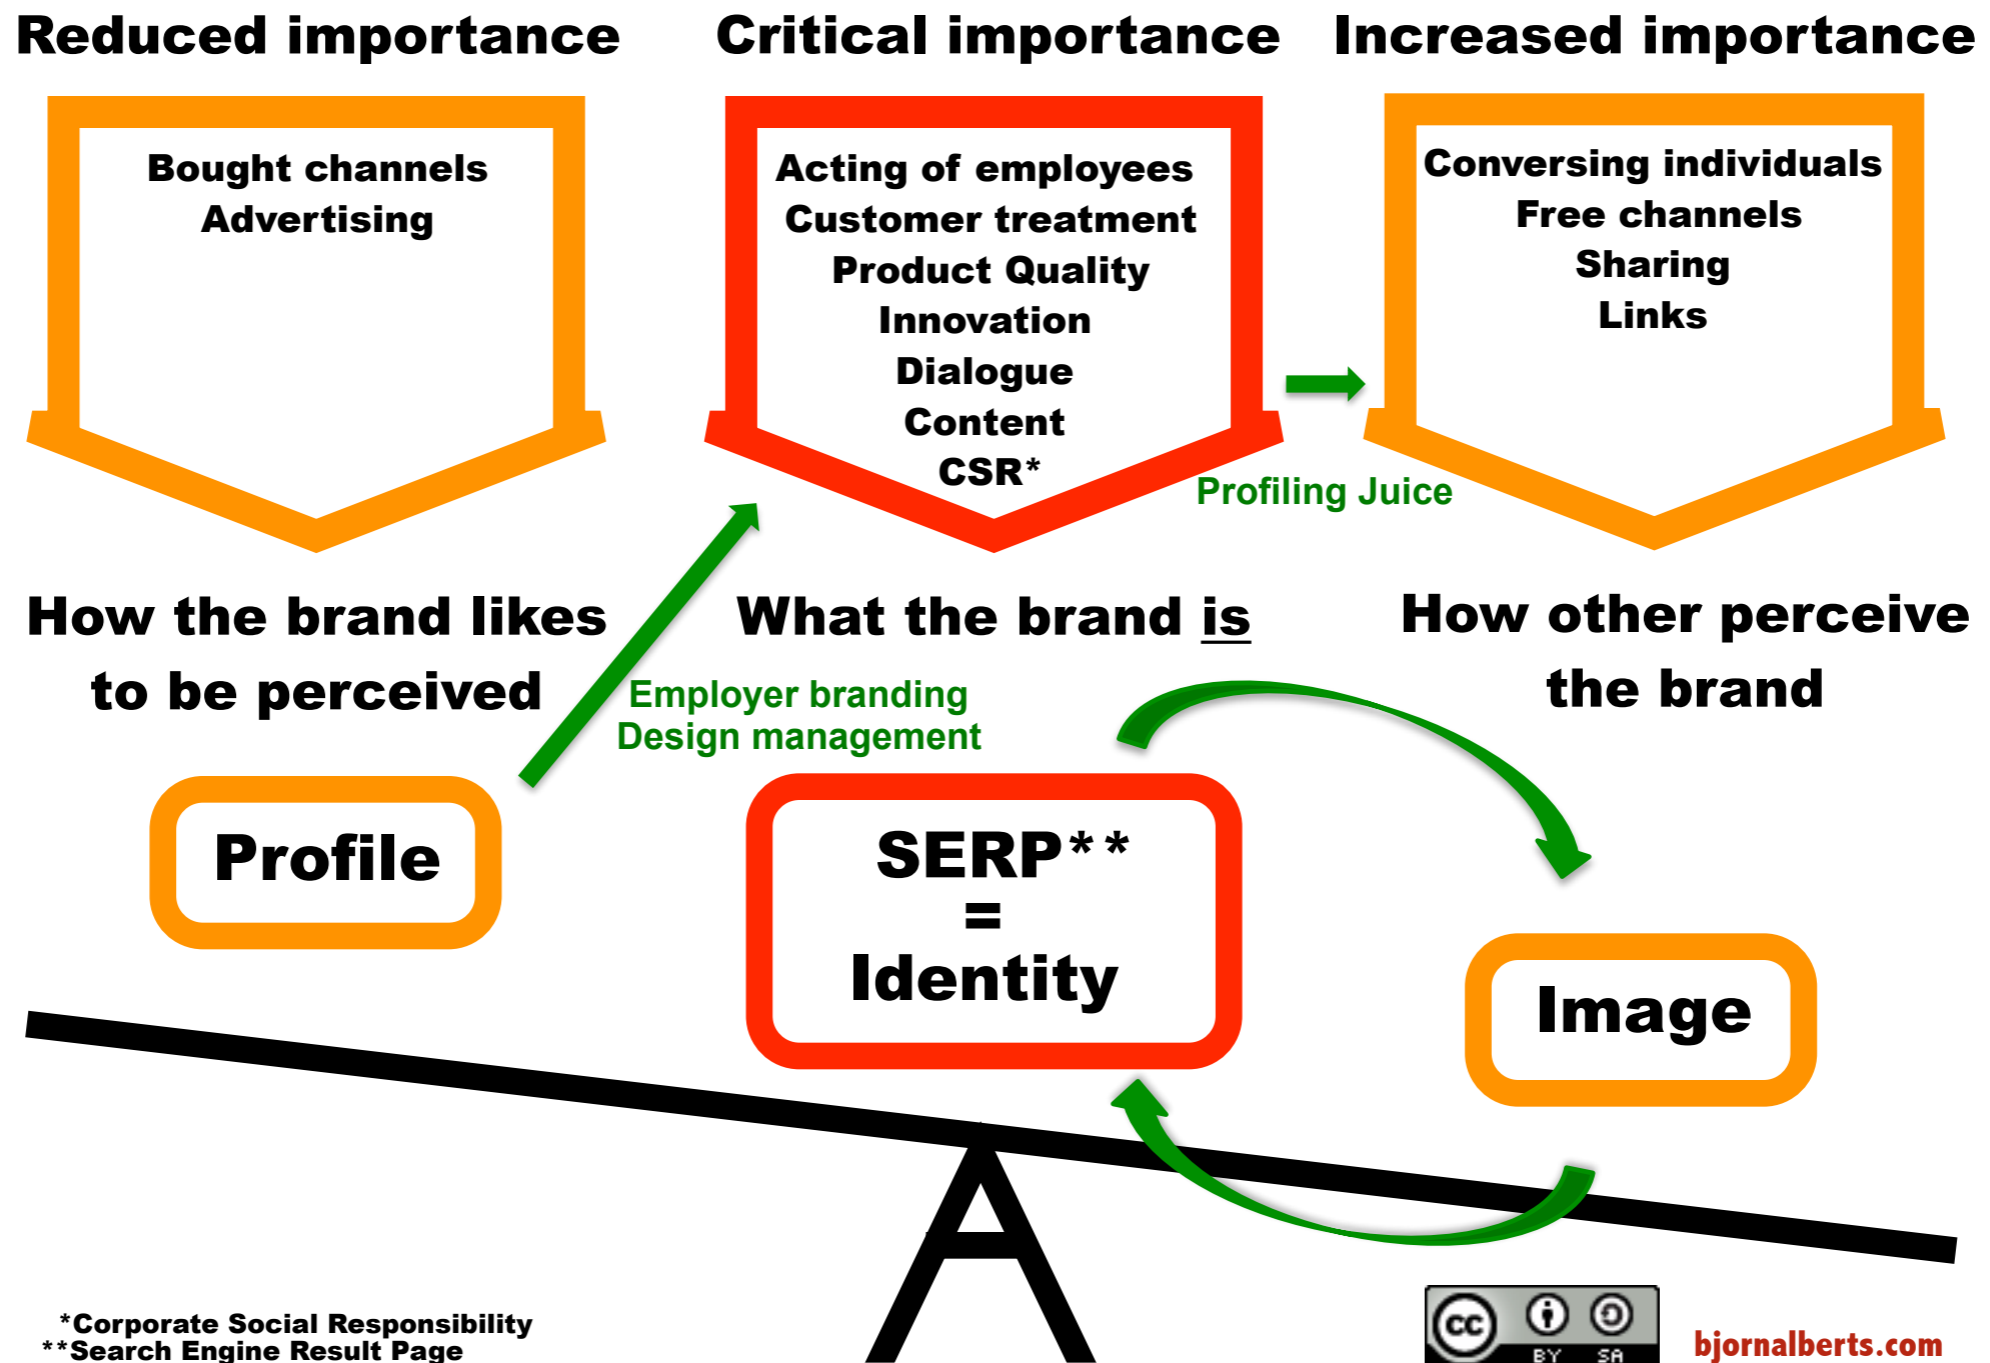 Reduced importance
Critical importance
Increased importance
Bought channels
Advertising
Acting of employees
Customer treatment
Product Quality
Innovation
Dialogue
Content
CSR*
Conversing individuals
Free channels
Sharing
Links
Profiling Juice
How the brand likes
to be perceived
What the brand is
How other perceive
the brand
Employer branding
Design management
Profile
SERP**
=
Identity
Image
*Corporate Social Responsibility
**Search Engine Result Page
cc
BY SA
bjornalberts.com